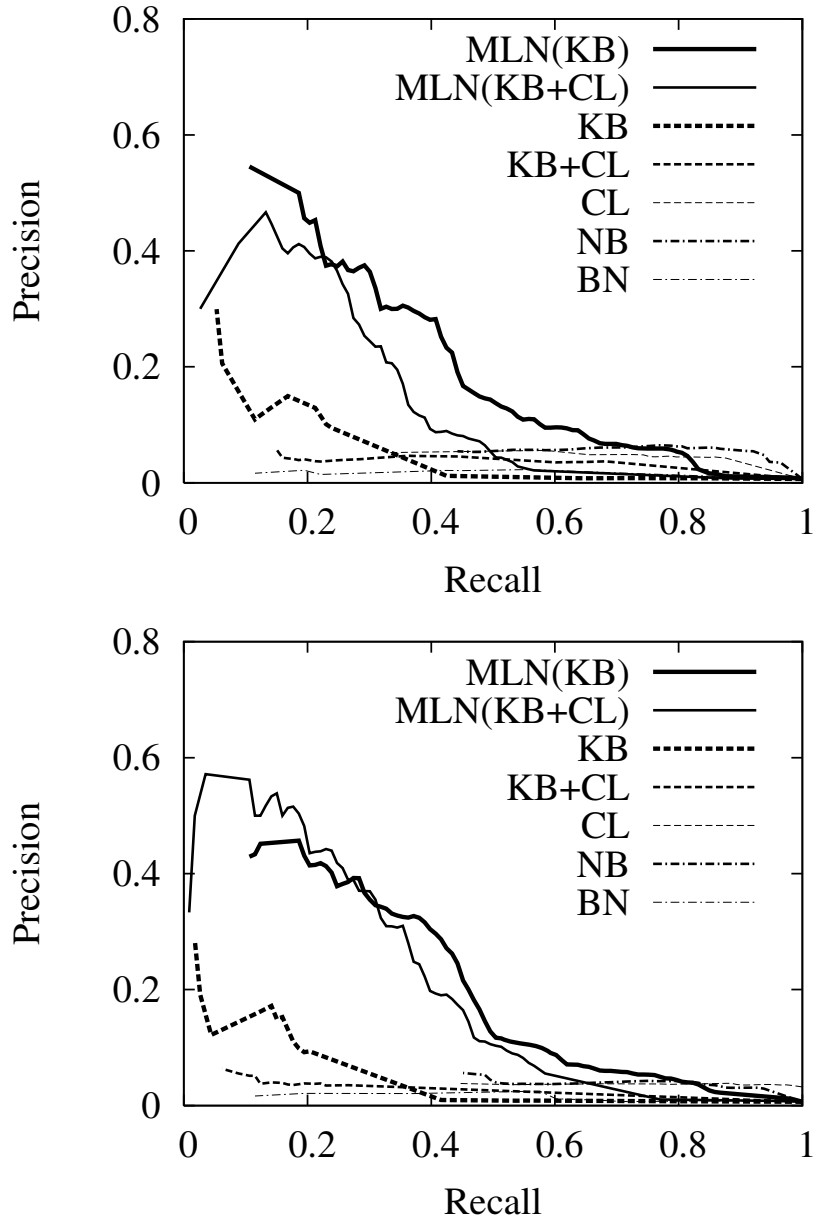 0.8
MLN(KB)
MLN(KB+CL)
0.6
KB
KB+CL
Precision
0.4
CL
NB
BN
0.2
0
0 0.2 0.4 0.6 0.8 1
Recall
0.8
MLN(KB)
MLN(KB+CL)
0.6
KB
KB+CL
Precision
0.4
CL
NB
BN
0.2
0
0 0.2 0.4 0.6 0.8 1
Recall